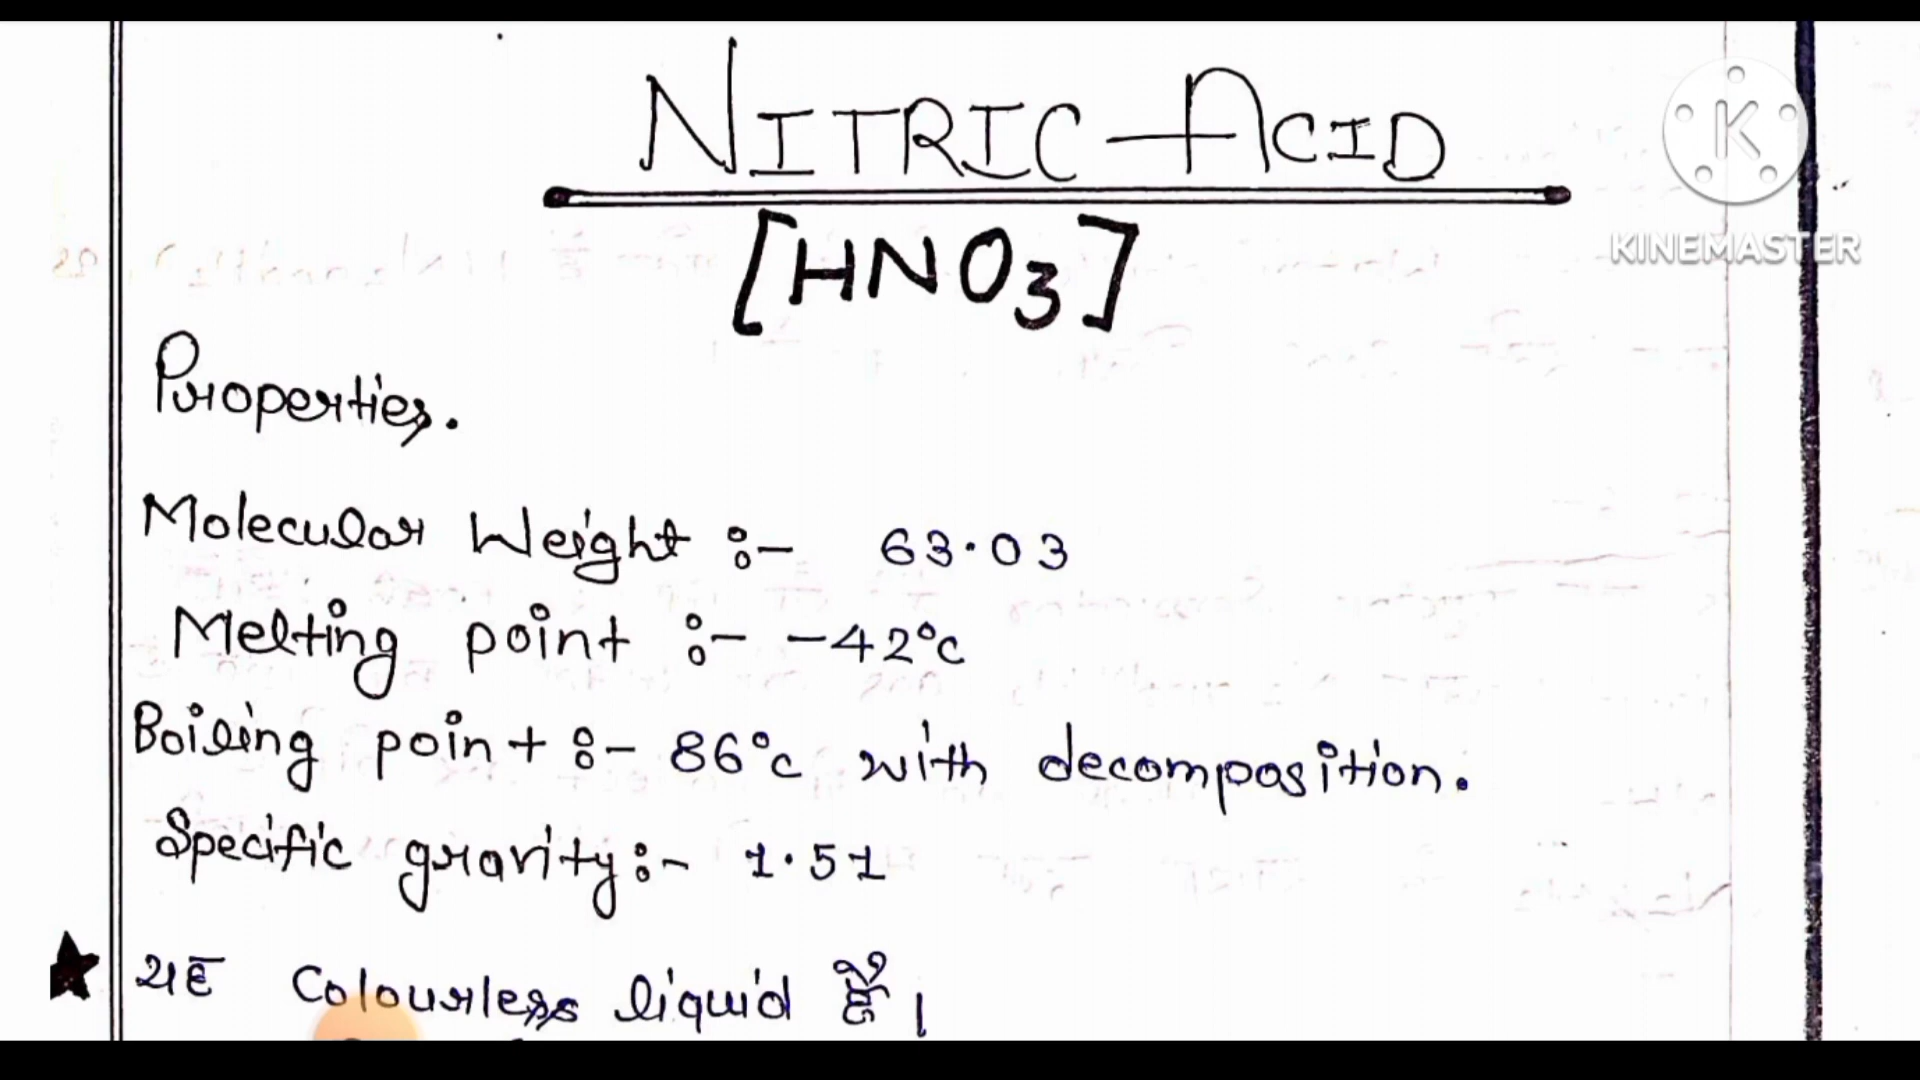 NITRIC ACID
[HNO3]
K
KINEMASTER
Properties.
Molecular Weight :- 63.03
Melting point :- -42°c
Boiling point :- 86°c with decomposition.
Specific gravity :- 1.51
★ यह Colourless liquid हैं।